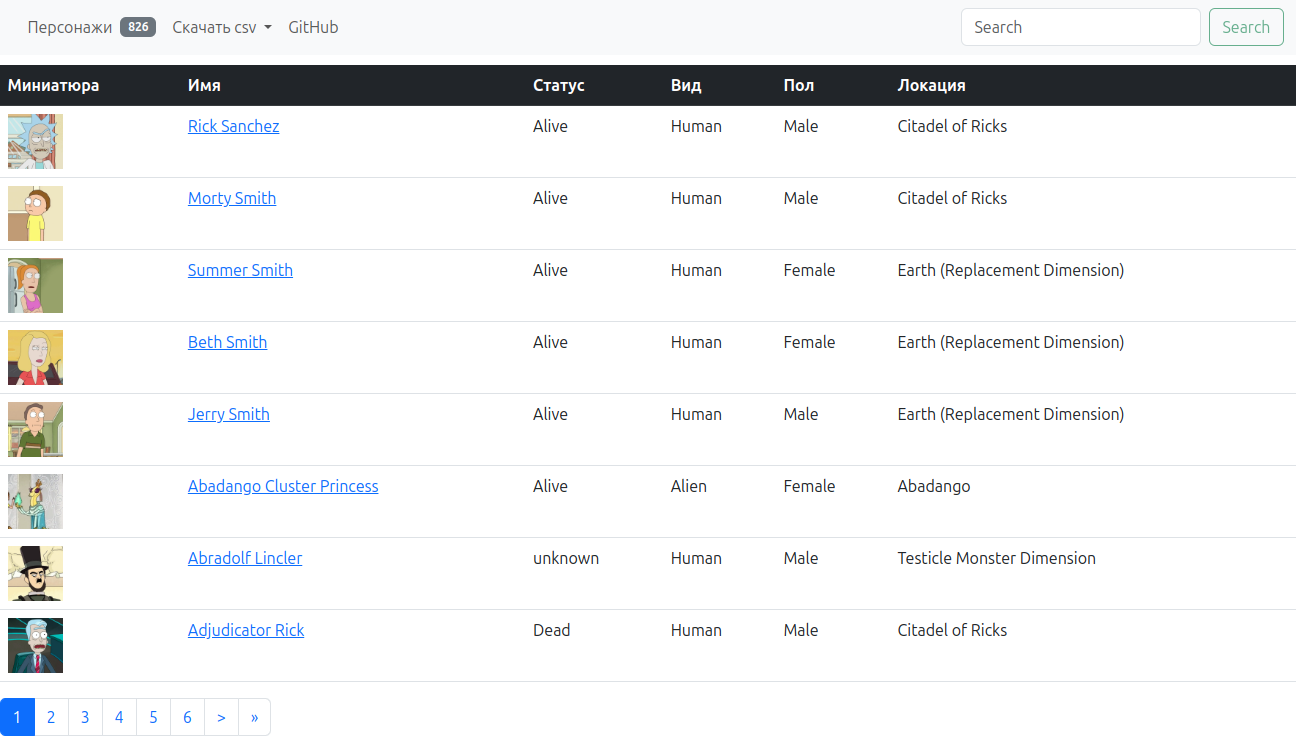 Персонажи 826 Скачать csv GitHub Search Search
Миниатюра Имя Статус Вид Пол Локация
Rick Sanchez Alive Human Male Citadel of Ricks
Morty Smith Alive Human Male Citadel of Ricks
Summer Smith Alive Human Female Earth (Replacement Dimension)
Beth Smith Alive Human Female Earth (Replacement Dimension)
Jerry Smith Alive Human Male Earth (Replacement Dimension)
Abadango Cluster Princess Alive Alien Female Abadango
Abradolf Lincler unknown Human Male Testicle Monster Dimension
Adjudicator Rick Dead Human Male Citadel of Ricks
1 2 3 4 5 6 > »